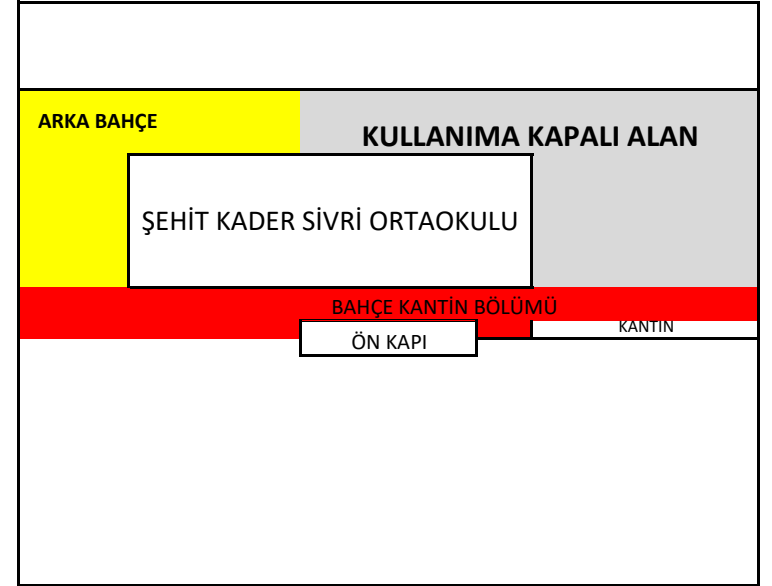 ARKA BAHÇE
KULLANIMA KAPALI ALAN
ŞEHİT KADER SİVRİ ORTAOKULU
BAHÇE KANTİN BÖLÜMÜ
KANTİN
ÖN KAPI